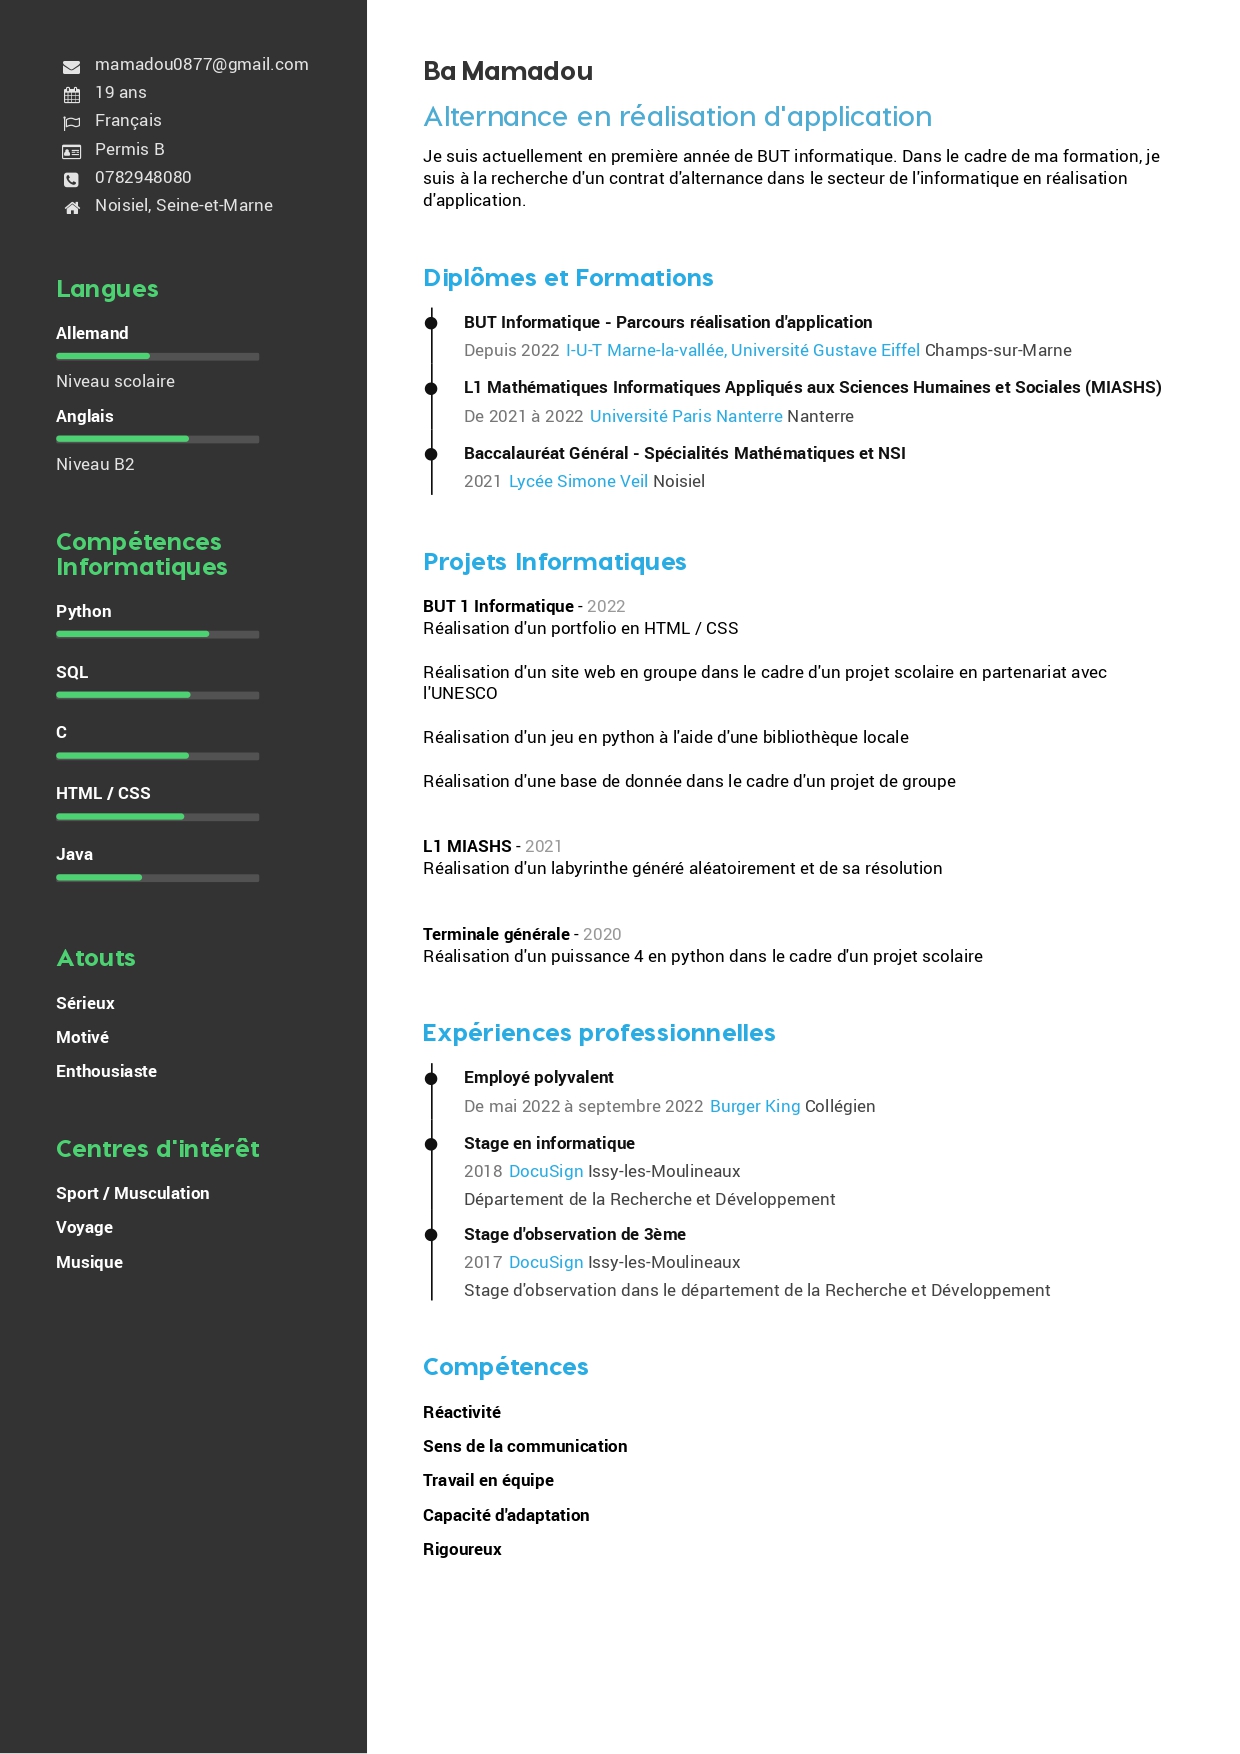 mamadou0877@gmail.com
19 ans
Français
Permis B
0782948080
Noisiel, Seine-et-Marne
Langues
Allemand
Niveau scolaire
Anglais
Niveau B2
Compétences
Informatiques
Python
SQL
C
HTML / CSS
Java
Atouts
Sérieux
Motivé
Enthousiaste
Centres d'intérêt
Sport / Musculation
Voyage
Musique
Ba Mamadou
Alternance en réalisation d'application
Je suis actuellement en première année de BUT informatique. Dans le cadre de ma formation, je
suis à la recherche d'un contrat d'alternance dans le secteur de l'informatique en réalisation
d'application.
Diplômes et Formations
BUT Informatique - Parcours réalisation d'application
Depuis 2022 I-U-T Marne-la-vallée, Université Gustave Eiffel Champs-sur-Marne
L1 Mathématiques Informatiques Appliqués aux Sciences Humaines et Sociales (MIASHS)
De 2021 à 2022 Université Paris Nanterre Nanterre
Baccalauréat Général - Spécialités Mathématiques et NSI
2021 Lycée Simone Veil Noisiel
Projets Informatiques
BUT 1 Informatique - 2022
Réalisation d'un portfolio en HTML / CSS
Réalisation d'un site web en groupe dans le cadre d'un projet scolaire en partenariat avec
l'UNESCO
Réalisation d'un jeu en python à l'aide d'une bibliothèque locale
Réalisation d'une base de donnée dans le cadre d'un projet de groupe
L1 MIASHS - 2021
Réalisation d'un labyrinthe généré aléatoirement et de sa résolution
Terminale générale - 2020
Réalisation d'un puissance 4 en python dans le cadre d'un projet scolaire
Expériences professionnelles
Employé polyvalent
De mai 2022 à septembre 2022 Burger King Collégien
Stage en informatique
2018 DocuSign Issy-les-Moulineaux
Département de la Recherche et Développement
Stage d'observation de 3ème
2017 DocuSign Issy-les-Moulineaux
Stage d'observation dans le département de la Recherche et Développement
Compétences
Réactivité
Sens de la communication
Travail en équipe
Capacité d'adaptation
Rigoureux